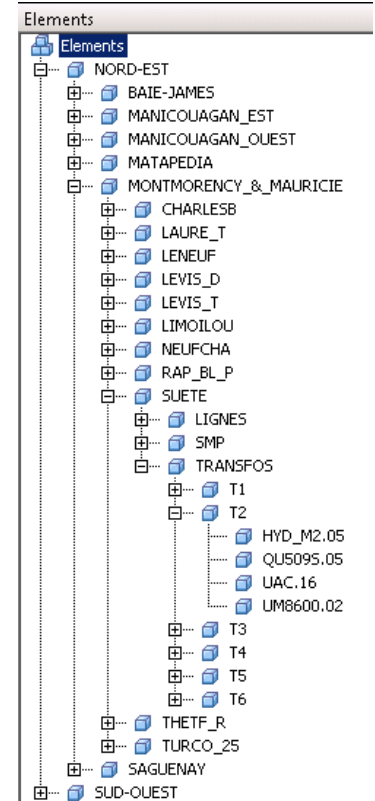 Elements
Elements
NORD-EST
BAIE-JAMES
MANICOUAGAN_EST
MANICOUAGAN_OUEST
MATAPEDIA
MONTMORENCY_&_MAURICIE
CHARLESB
LAURE_T
LENEUF
LEVIS_D
LEVIS_T
LIMOILOU
NEUFCHA
RAP_BL_P
SUETE
LIGNES
SMP
TRANSFOS
T1
T2
HYD_M2.05
QU5095.05
UAC.16
UM8600.02
T3
T4
T5
T6
THETF_R
TURCO_25
SAGUENAY
SUD-OUEST